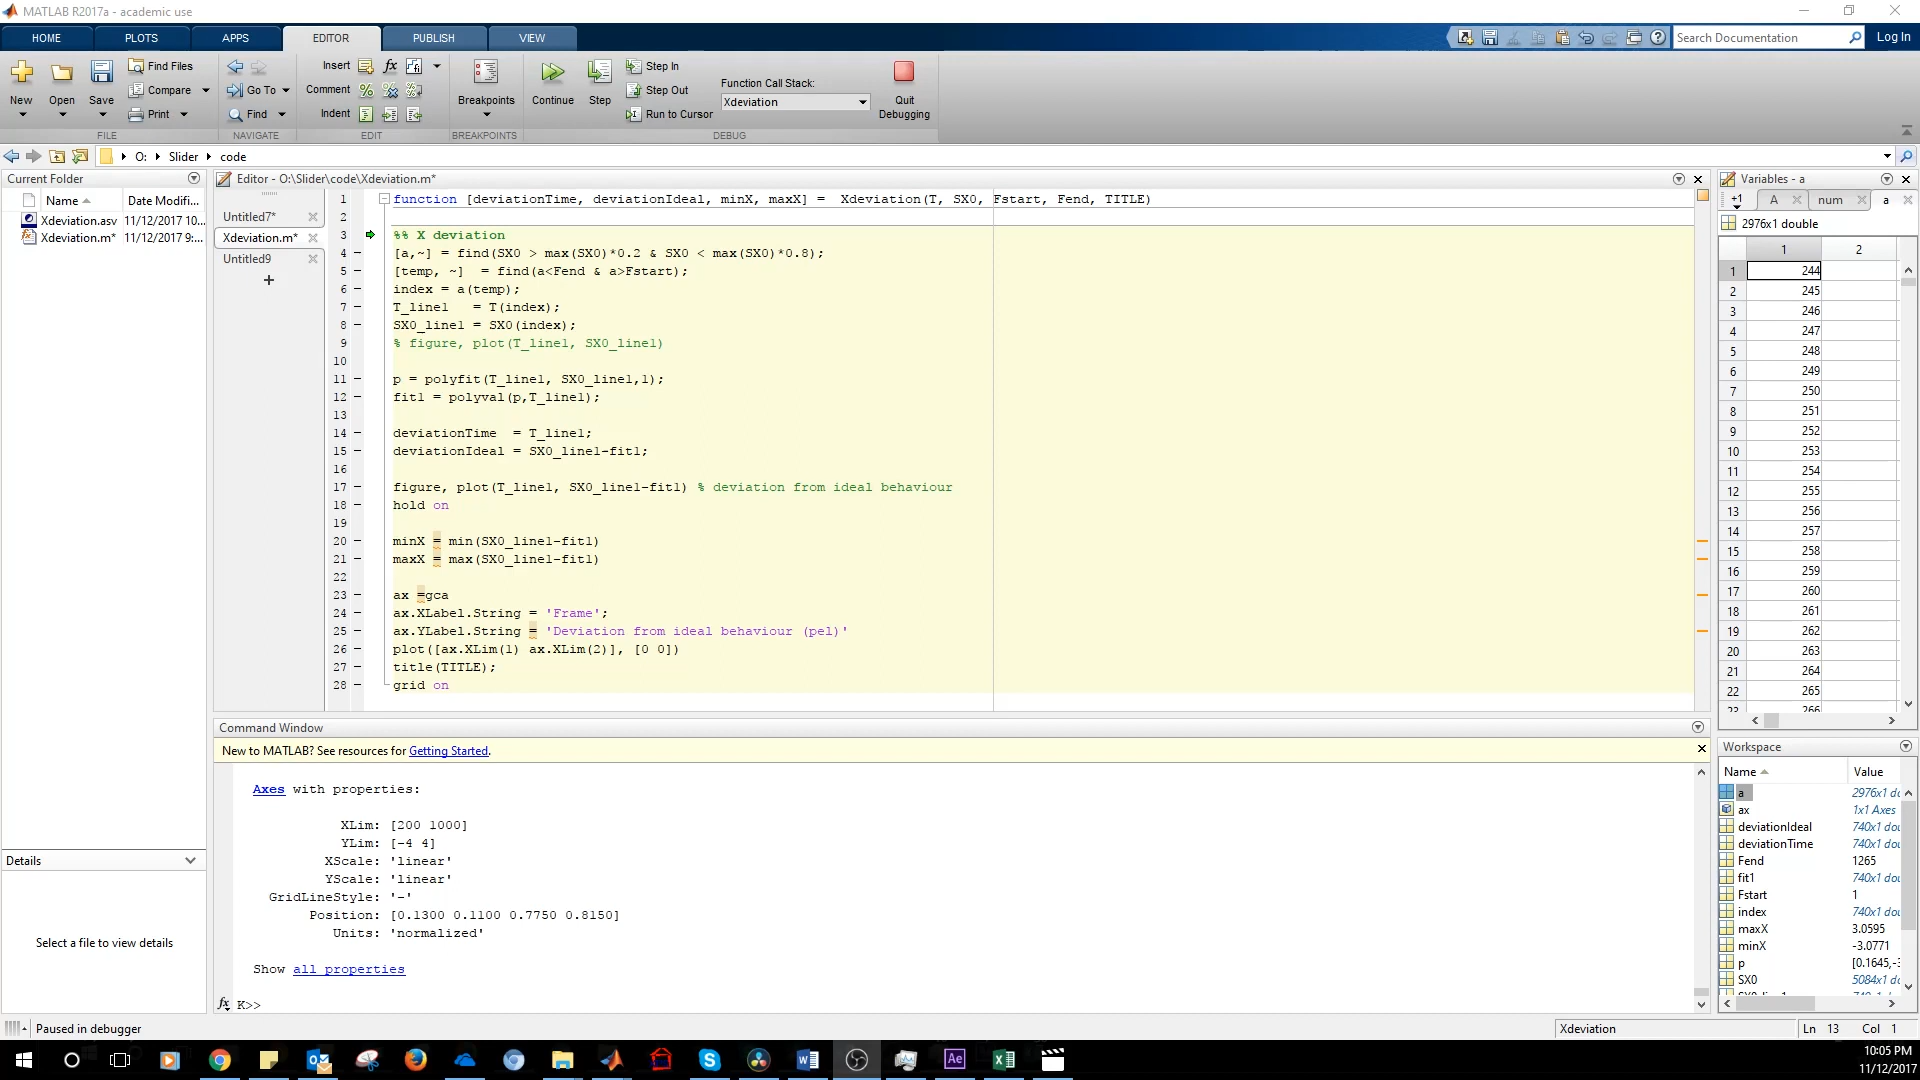 MATLAB R2017a - academic use
HOME PLOTS APPS EDITOR PUBLISH VIEW Search Documentation Log In
New Open Save Find Files Compare Print Go To Find
Insert Comment Indent fx
Breakpoints Continue Step Step In Step Out Run to Cursor
Function Call Stack:
Xdeviation
Quit Debugging
FILE NAVIGATE EDIT BREAKPOINTS DEBUG
O: Slider code
Current Folder
Name Date Modifi...
Xdeviation.asv 11/12/2017 10...
Xdeviation.m* 11/12/2017 9:...
Details
Select a file to view details
Editor - O:\Slider\code\Xdeviation.m*
Untitled7*
Xdeviation.m*
Untitled9
1 function [deviationTime, deviationIdeal, minX, maxX] = Xdeviation(T, SX0, Fstart, Fend, TITLE)
2
3 %% X deviation
4 [a,~] = find(SX0 > max(SX0)*0.2 & SX0 < max(SX0)*0.8);
5 [temp, ~] = find(a<Fend & a>Fstart);
6 index = a(temp);
7 T_line1 = T(index);
8 SX0_line1 = SX0(index);
9 % figure, plot(T_line1, SX0_line1)
10
11 p = polyfit(T_line1, SX0_line1,1);
12 fit1 = polyval(p,T_line1);
13
14 deviationTime = T_line1;
15 deviationIdeal = SX0_line1-fit1;
16
17 figure, plot(T_line1, SX0_line1-fit1) % deviation from ideal behaviour
18 hold on
19
20 minX = min(SX0_line1-fit1)
21 maxX = max(SX0_line1-fit1)
22
23 ax =gca
24 ax.XLabel.String = 'Frame';
25 ax.YLabel.String = 'Deviation from ideal behaviour (pel)'
26 plot([ax.XLim(1) ax.XLim(2)], [0 0])
27 title(TITLE);
28 grid on
Command Window
New to MATLAB? See resources for Getting Started.
Axes with properties:
XLim: [200 1000]
YLim: [-4 4]
XScale: 'linear'
YScale: 'linear'
GridLineStyle: '-'
Position: [0.1300 0.1100 0.7750 0.8150]
Units: 'normalized'
Show all properties
fx K>>
Variables - a
A num a
2976x1 double
1 2
1 244
2 245
3 246
4 247
5 248
6 249
7 250
8 251
9 252
10 253
11 254
12 255
13 256
14 257
15 258
16 259
17 260
18 261
19 262
20 263
21 264
22 265
23 266
Workspace
Name Value
a 2976x1 do
ax 1x1 Axes
deviationIdeal 740x1 dou
deviationTime 740x1 dou
Fend 1265
fit1 740x1 dou
Fstart 1
index 740x1 dou
maxX 3.0595
minX -3.0771
p [0.1645,-3
SX0 5084x1 do
Paused in debugger
Xdeviation Ln 13 Col 1
Ae
10:05 PM
11/12/2017